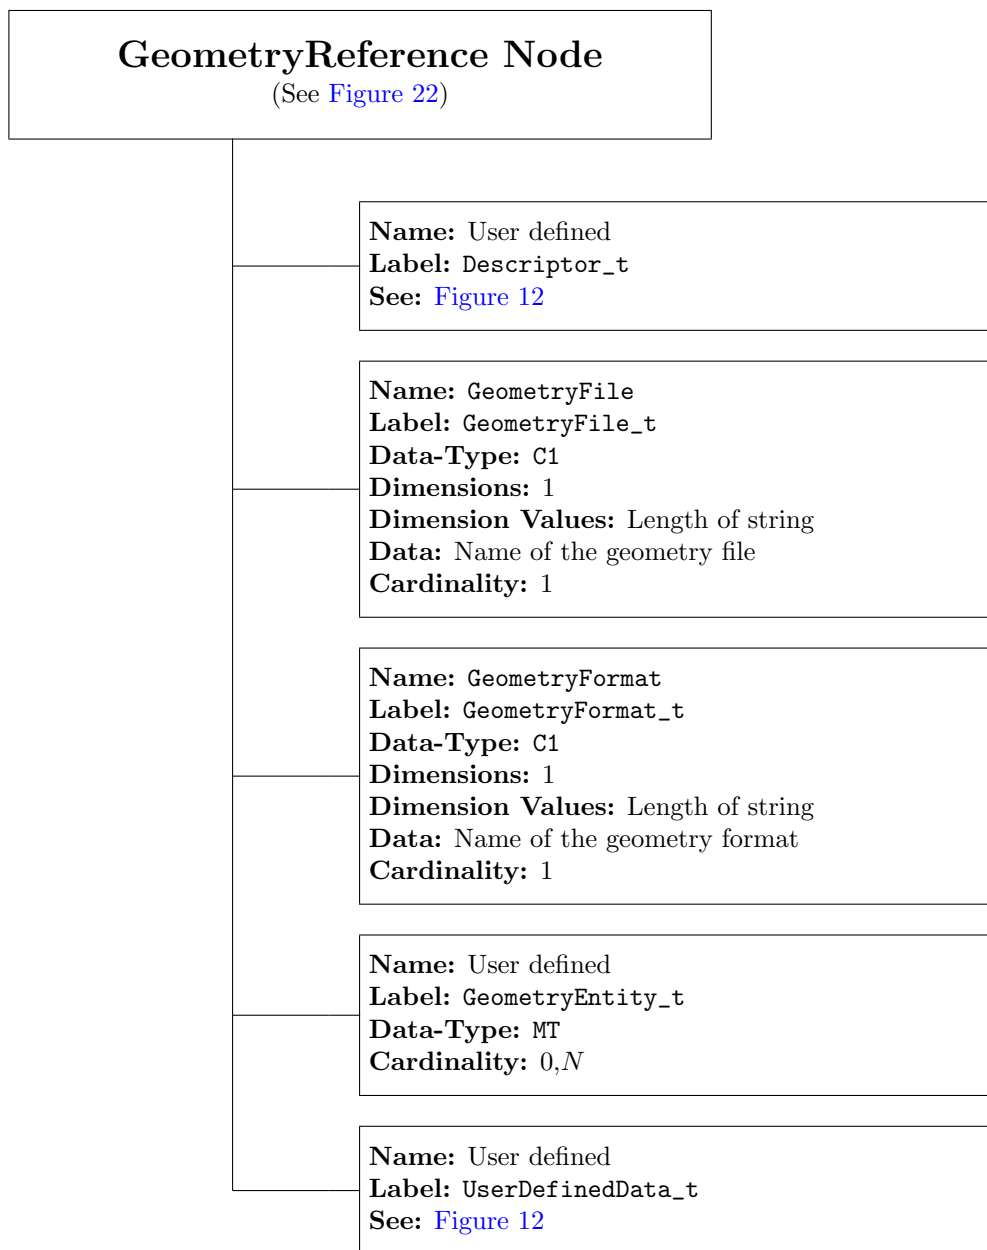 GeometryReference Node
(See Figure 22)
Name: User defined
Label: Descriptor_t
See: Figure 12
Name: GeometryFile
Label: GeometryFile_t
Data-Type: C1
Dimensions: 1
Dimension Values: Length of string
Data: Name of the geometry file
Cardinality: 1
Name: GeometryFormat
Label: GeometryFormat_t
Data-Type: C1
Dimensions: 1
Dimension Values: Length of string
Data: Name of the geometry format
Cardinality: 1
Name: User defined
Label: GeometryEntity_t
Data-Type: MT
Cardinality: 0,N
Name: User defined
Label: UserDefinedData_t
See: Figure 12